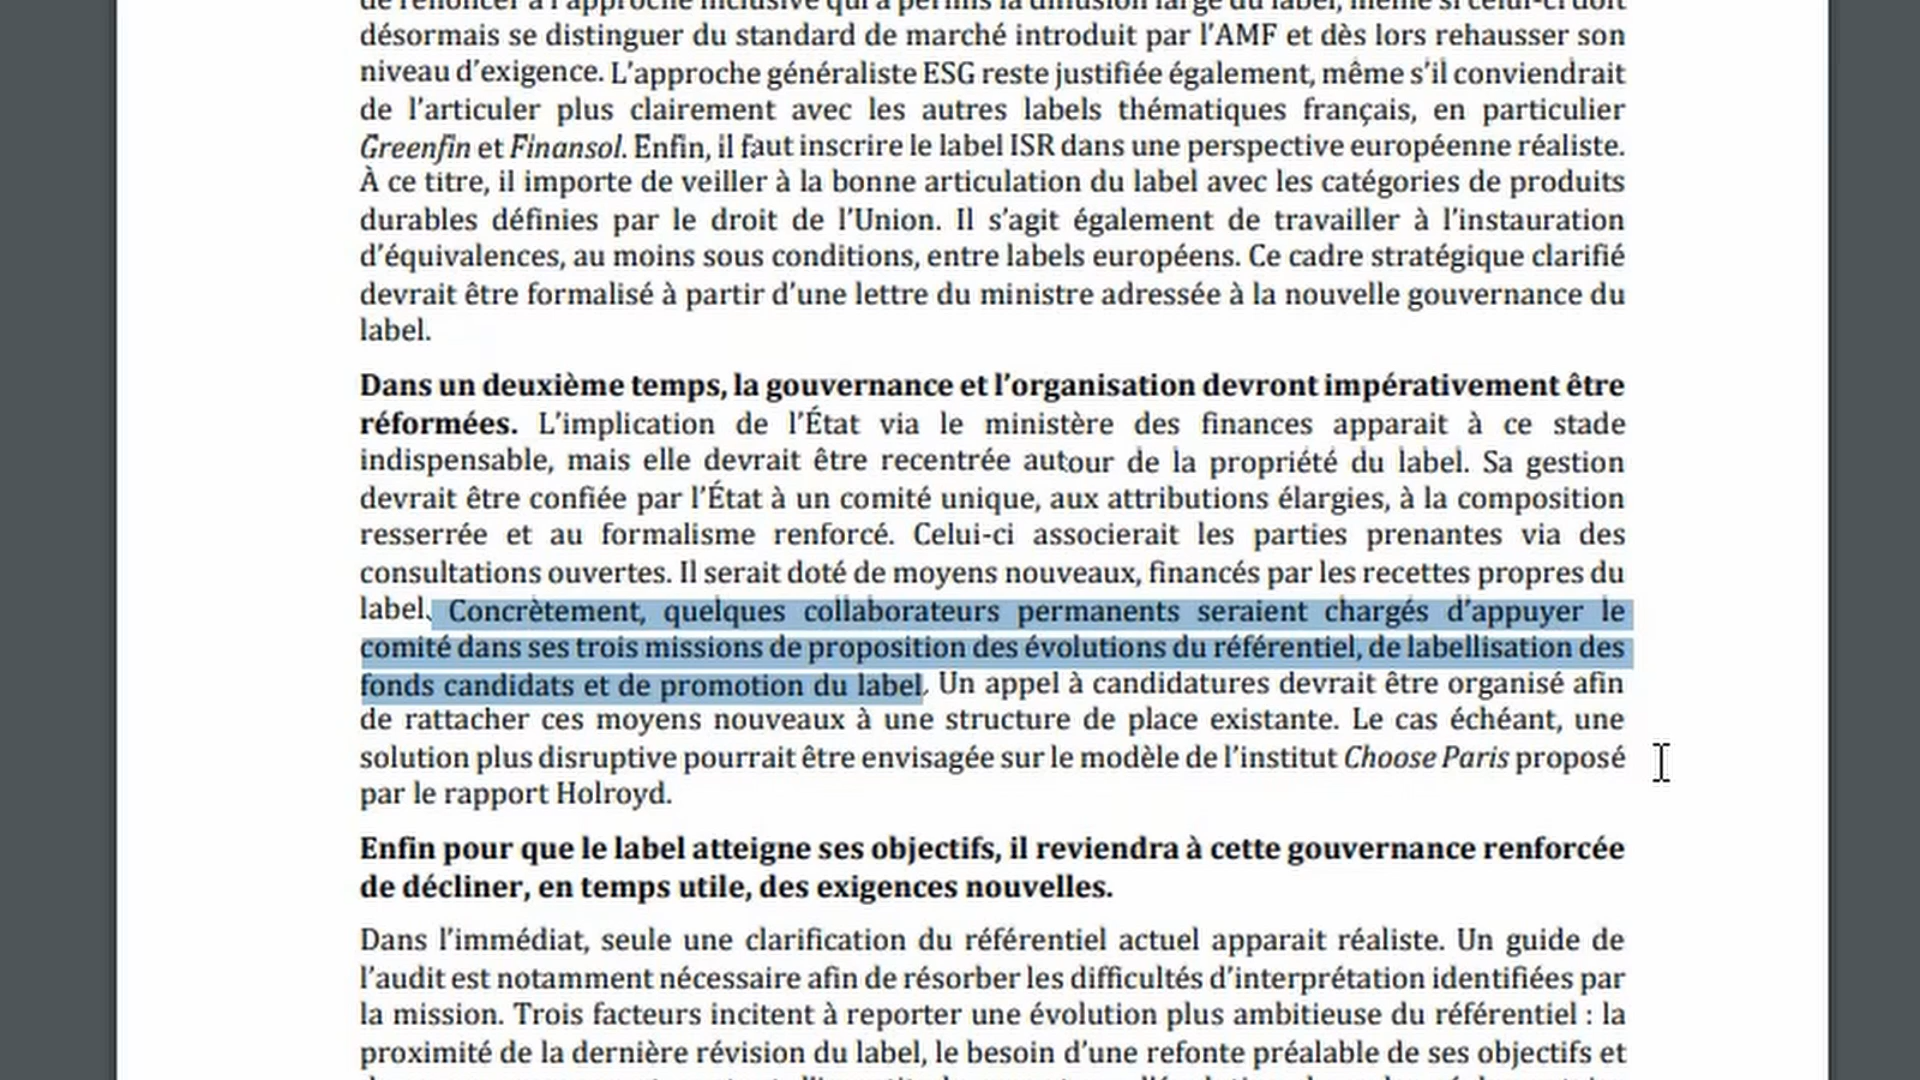 de renoncer à l'approche inclusive qui a permis la diffusion large du label, même si celui-ci doit
désormais se distinguer du standard de marché introduit par l'AMF et dès lors rehausser son
niveau d'exigence. L'approche généraliste ESG reste justifiée également, même s'il conviendrait
de l'articuler plus clairement avec les autres labels thématiques français, en particulier
Greenfin et Finansol. Enfin, il faut inscrire le label ISR dans une perspective européenne réaliste.
À ce titre, il importe de veiller à la bonne articulation du label avec les catégories de produits
durables définies par le droit de l'Union. Il s'agit également de travailler à l'instauration
d'équivalences, au moins sous conditions, entre labels européens. Ce cadre stratégique clarifié
devrait être formalisé à partir d'une lettre du ministre adressée à la nouvelle gouvernance du
label.
Dans un deuxième temps, la gouvernance et l'organisation devront impérativement être
réformées. L'implication de l'État via le ministère des finances apparait à ce stade
indispensable, mais elle devrait être recentrée autour de la propriété du label. Sa gestion
devrait être confiée par l'État à un comité unique, aux attributions élargies, à la composition
resserrée et au formalisme renforcé. Celui-ci associerait les parties prenantes via des
consultations ouvertes. Il serait doté de moyens nouveaux, financés par les recettes propres du
label. Concrètement, quelques collaborateurs permanents seraient chargés d'appuyer le
comité dans ses trois missions de proposition des évolutions du référentiel, de labellisation des
fonds candidats et de promotion du label. Un appel à candidatures devrait être organisé afin
de rattacher ces moyens nouveaux à une structure de place existante. Le cas échéant, une
solution plus disruptive pourrait être envisagée sur le modèle de l'institut Choose Paris proposé
par le rapport Holroyd.
Enfin pour que le label atteigne ses objectifs, il reviendra à cette gouvernance renforcée
de décliner, en temps utile, des exigences nouvelles.
Dans l'immédiat, seule une clarification du référentiel actuel apparait réaliste. Un guide de
l'audit est notamment nécessaire afin de résorber les difficultés d'interprétation identifiées par
la mission. Trois facteurs incitent à reporter une évolution plus ambitieuse du référentiel : la
proximité de la dernière révision du label, le besoin d'une refonte préalable de ses objectifs et